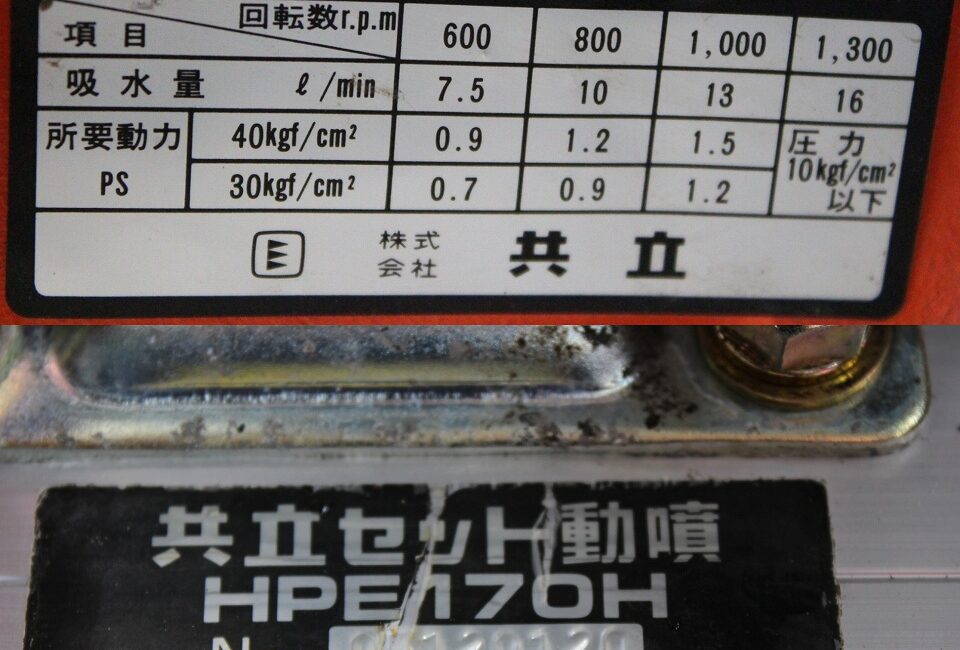 項目 回転数r.p.m 600 800 1,000 1,300
吸水量 ℓ/min 7.5 10 13 16
所要動力 PS 40kgf/cm² 0.9 1.2 1.5 圧力 10kgf/cm² 以下
30kgf/cm² 0.7 0.9 1.2
株式会社 共立
共立セット動噴
HPE170H